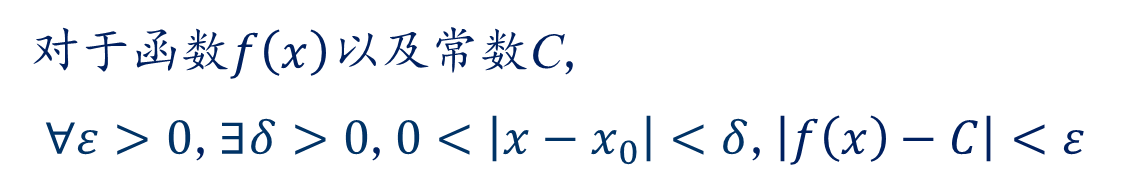 对于函数f(x)以及常数C,
∀ε > 0, ∃δ > 0, 0 < |x − x₀| < δ, |f(x) − C| < ε